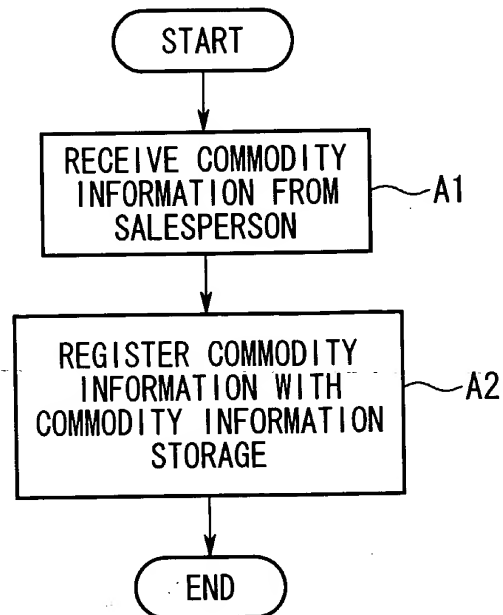 START
RECEIVE COMMODITY
INFORMATION FROM
SALESPERSON
A1
REGISTER COMMODITY
INFORMATION WITH
COMMODITY INFORMATION
STORAGE
A2
END